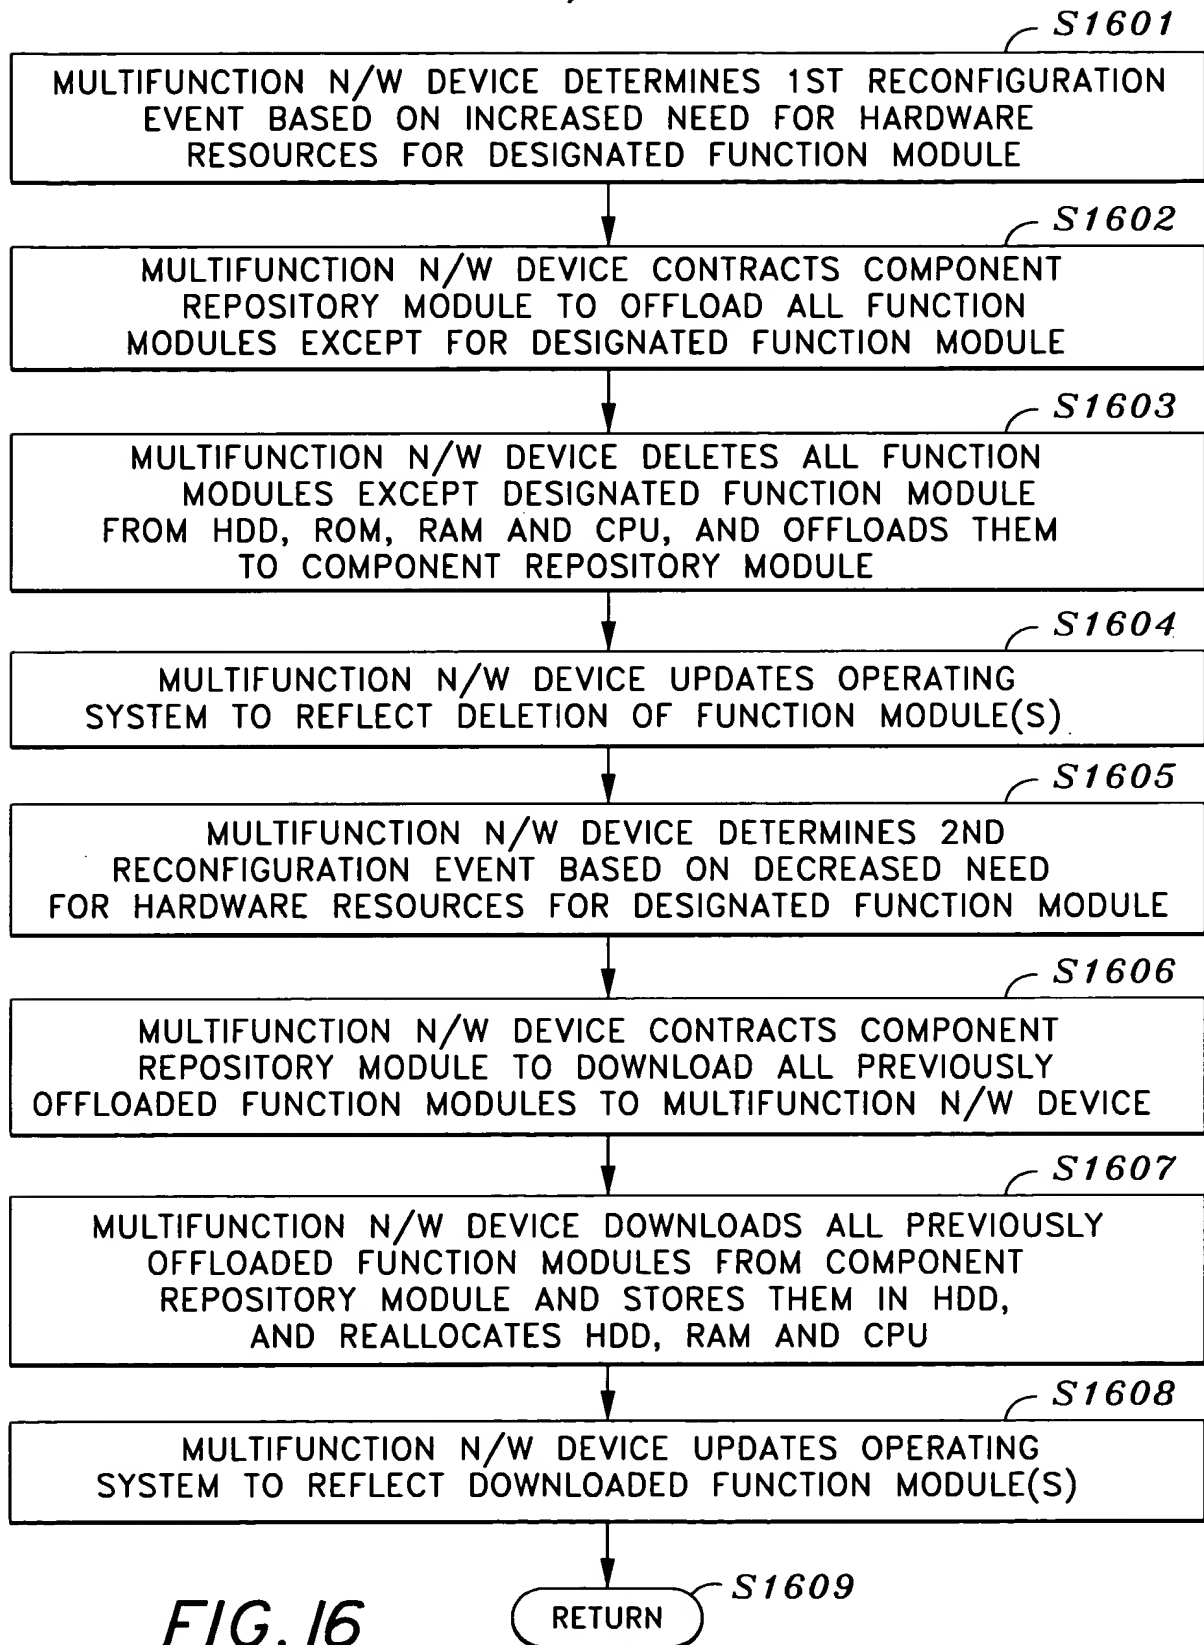 S1601
MULTIFUNCTION N/W DEVICE DETERMINES 1ST RECONFIGURATION
EVENT BASED ON INCREASED NEED FOR HARDWARE
RESOURCES FOR DESIGNATED FUNCTION MODULE
S1602
MULTIFUNCTION N/W DEVICE CONTRACTS COMPONENT
REPOSITORY MODULE TO OFFLOAD ALL FUNCTION
MODULES EXCEPT FOR DESIGNATED FUNCTION MODULE
S1603
MULTIFUNCTION N/W DEVICE DELETES ALL FUNCTION
MODULES EXCEPT DESIGNATED FUNCTION MODULE
FROM HDD, ROM, RAM AND CPU, AND OFFLOADS THEM
TO COMPONENT REPOSITORY MODULE
S1604
MULTIFUNCTION N/W DEVICE UPDATES OPERATING
SYSTEM TO REFLECT DELETION OF FUNCTION MODULE(S)
S1605
MULTIFUNCTION N/W DEVICE DETERMINES 2ND
RECONFIGURATION EVENT BASED ON DECREASED NEED
FOR HARDWARE RESOURCES FOR DESIGNATED FUNCTION MODULE
S1606
MULTIFUNCTION N/W DEVICE CONTRACTS COMPONENT
REPOSITORY MODULE TO DOWNLOAD ALL PREVIOUSLY
OFFLOADED FUNCTION MODULES TO MULTIFUNCTION N/W DEVICE
S1607
MULTIFUNCTION N/W DEVICE DOWNLOADS ALL PREVIOUSLY
OFFLOADED FUNCTION MODULES FROM COMPONENT
REPOSITORY MODULE AND STORES THEM IN HDD,
AND REALLOCATES HDD, RAM AND CPU
S1608
MULTIFUNCTION N/W DEVICE UPDATES OPERATING
SYSTEM TO REFLECT DOWNLOADED FUNCTION MODULE(S)
S1609
RETURN
FIG. 16